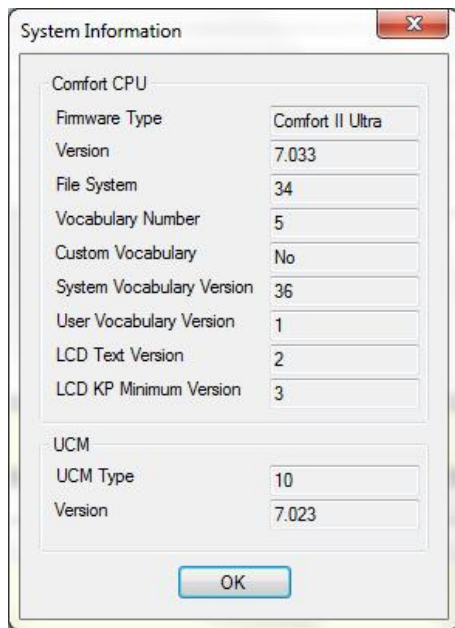 System Information
Comfort CPU
Firmware Type Comfort II Ultra
Version 7.033
File System 34
Vocabulary Number 5
Custom Vocabulary No
System Vocabulary Version 36
User Vocabulary Version 1
LCD Text Version 2
LCD KP Minimum Version 3
UCM
UCM Type 10
Version 7.023
OK